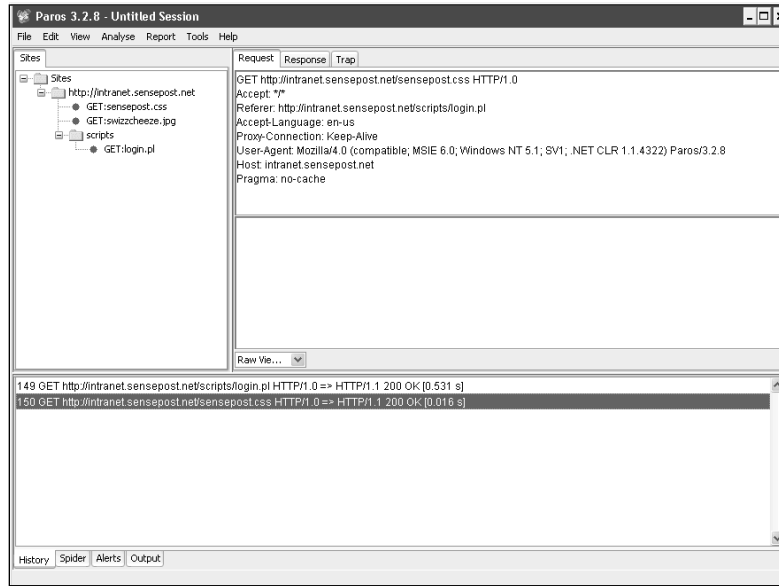 Paros 3.2.8 - Untitled Session
File Edit View Analyse Report Tools Help
Sites
Sites
http://intranet.sensepost.net
GET:sensepost.css
GET:swizzcheeze.jpg
scripts
GET:login.pl
Request Response Trap
GET http://intranet.sensepost.net/sensepost.css HTTP/1.0
Accept: */*
Referer: http://intranet.sensepost.net/scripts/login.pl
Accept-Language: en-us
Proxy-Connection: Keep-Alive
User-Agent: Mozilla/4.0 (compatible; MSIE 6.0; Windows NT 5.1; SV1; .NET CLR 1.1.4322) Paros/3.2.8
Host: intranet.sensepost.net
Pragma: no-cache
Raw Vie...
149 GET http://intranet.sensepost.net/scripts/login.pl HTTP/1.0 => HTTP/1.1 200 OK [0.531 s]
150 GET http://intranet.sensepost.net/sensepost.css HTTP/1.0 => HTTP/1.1 200 OK [0.016 s]
History Spider Alerts Output